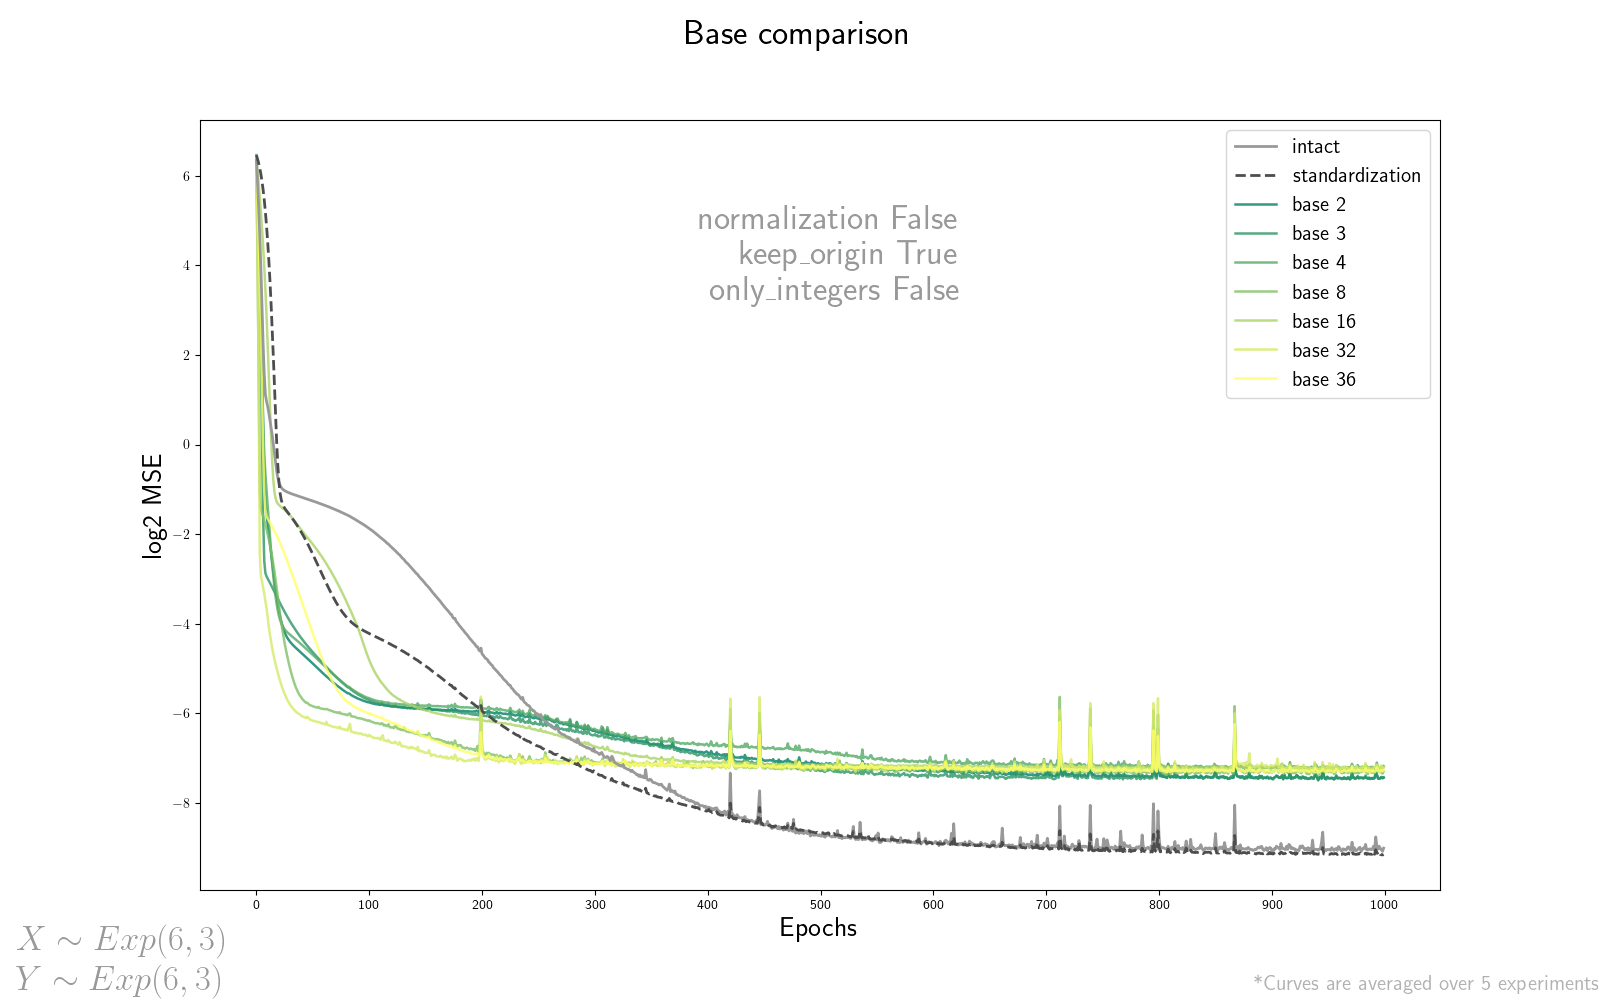 Base comparison
normalization False
keep_origin True
only_integers False
intact
standardization
base 2
base 3
base 4
base 8
base 16
base 32
base 36
log2 MSE
6
4
2
0
−2
−4
−6
−8
0 100 200 300 400 500 600 700 800 900 1000
Epochs
X ∼ Exp(6, 3)
Y ∼ Exp(6, 3)
*Curves are averaged over 5 experiments